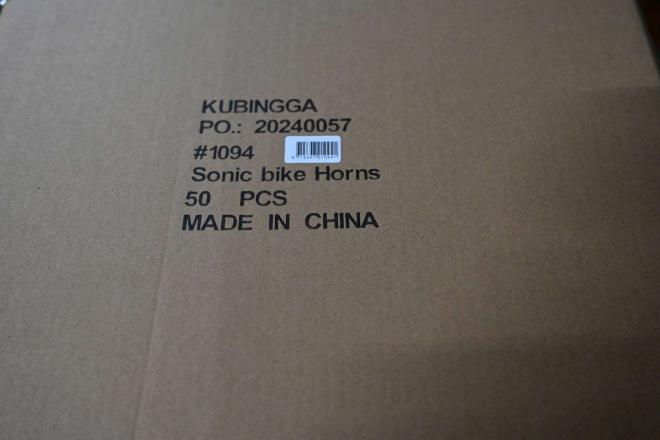 KUBINGGA
PO.: 20240057
#1094
Sonic bike Horns
50 PCS
MADE IN CHINA